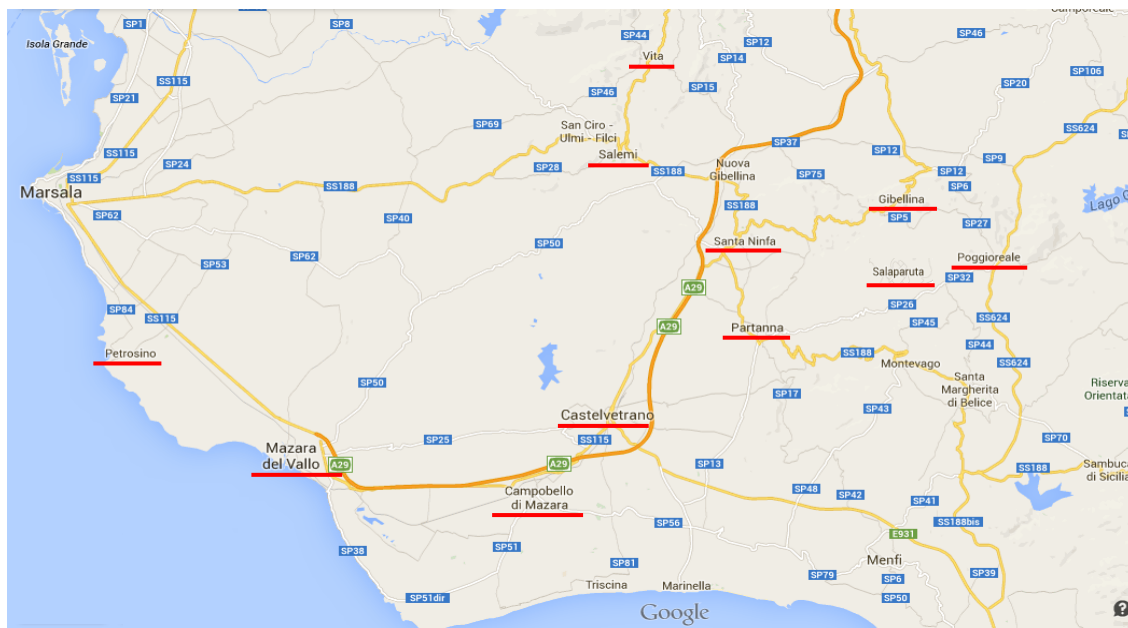 SP1
SP8
SP44
SP12
Isola Grande
SP46
Vita
SP14
SS115
SP15
SP20
SP106
SP21
SP46
SP69
San Ciro -
Ulmi - Filci
SS624
SS115
SP24
Salemi
SP37
SP12
SP9
SS115
SP28
SS188
Nuova
Gibellina
SP75
SP12
SP6
Marsala
SS188
SP62
SP40
SS188
Gibellina
SP5
SP27
SP50
Santa Ninfa
SP62
SP53
Salaparuta
Poggioreale
SP32
A29
SP84
SS115
A29
Partanna
SP26
SP45
SS624
SP44
Petrosino
SS188
SS624
SP50
Montevago
Santa
Margherita
di Belice
SP17
SP43
Riserva
Orientata
Castelvetrano
SP25
SS115
SP70
Mazara
del Vallo
A29
A29
SP13
SS188
Sambuca
di Sicilia
Campobello
di Mazara
SP48
SP42
SP41
SP56
SS188bis
E931
SP38
SP51
SP81
Menfi
SP79
SP6
SP39
Triscina
Marinella
SP51dir
SP50
Google
?